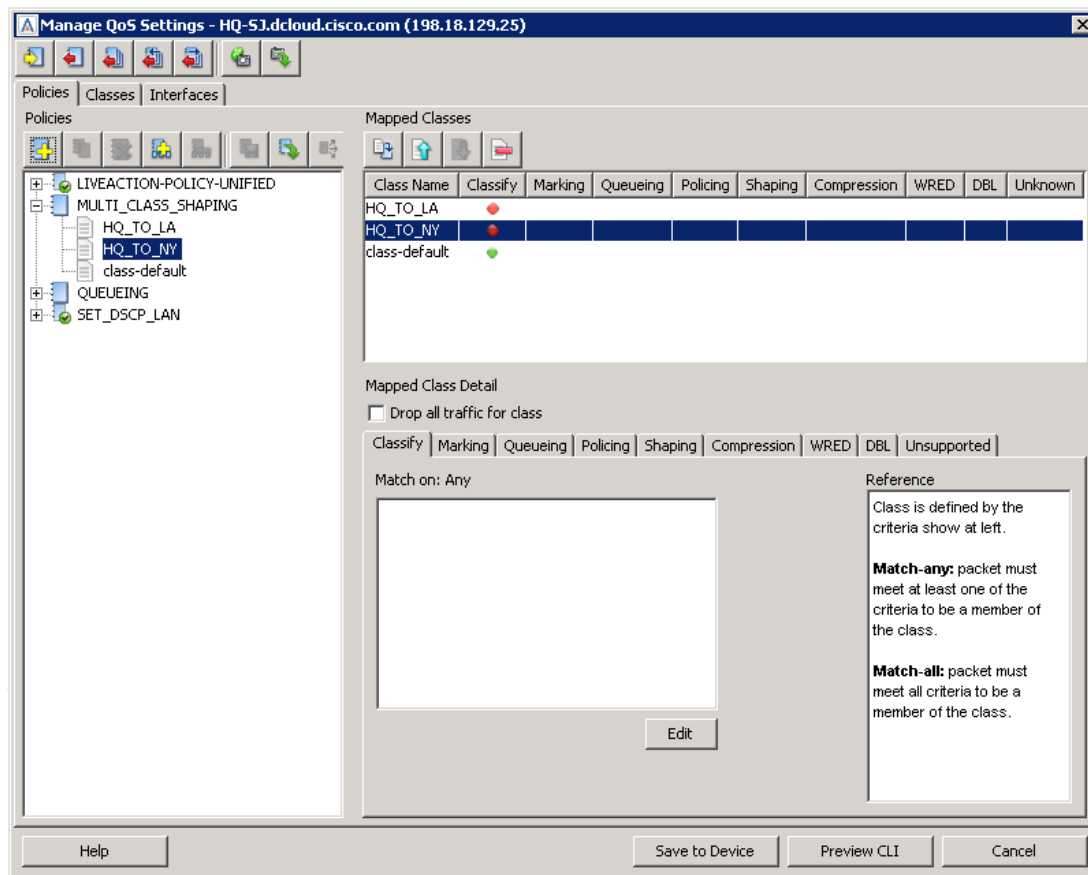 Manage QoS Settings - HQ-SJ.dcloud.cisco.com (198.18.129.25)
Policies Classes Interfaces
Policies
LIVEACTION-POLICY-UNIFIED
MULTI_CLASS_SHAPING
HQ_TO_LA
HQ_TO_NY
class-default
QUEUEING
SET_DSCP_LAN
Mapped Classes
Class Name Classify Marking Queueing Policing Shaping Compression WRED DBL Unknown
HQ_TO_LA
HQ_TO_NY
class-default
Mapped Class Detail
Drop all traffic for class
Classify Marking Queueing Policing Shaping Compression WRED DBL Unsupported
Match on: Any
Edit
Reference
Class is defined by the
criteria show at left.
Match-any: packet must
meet at least one of the
criteria to be a member of
the class.
Match-all: packet must
meet all criteria to be a
member of the class.
Help Save to Device Preview CLI Cancel